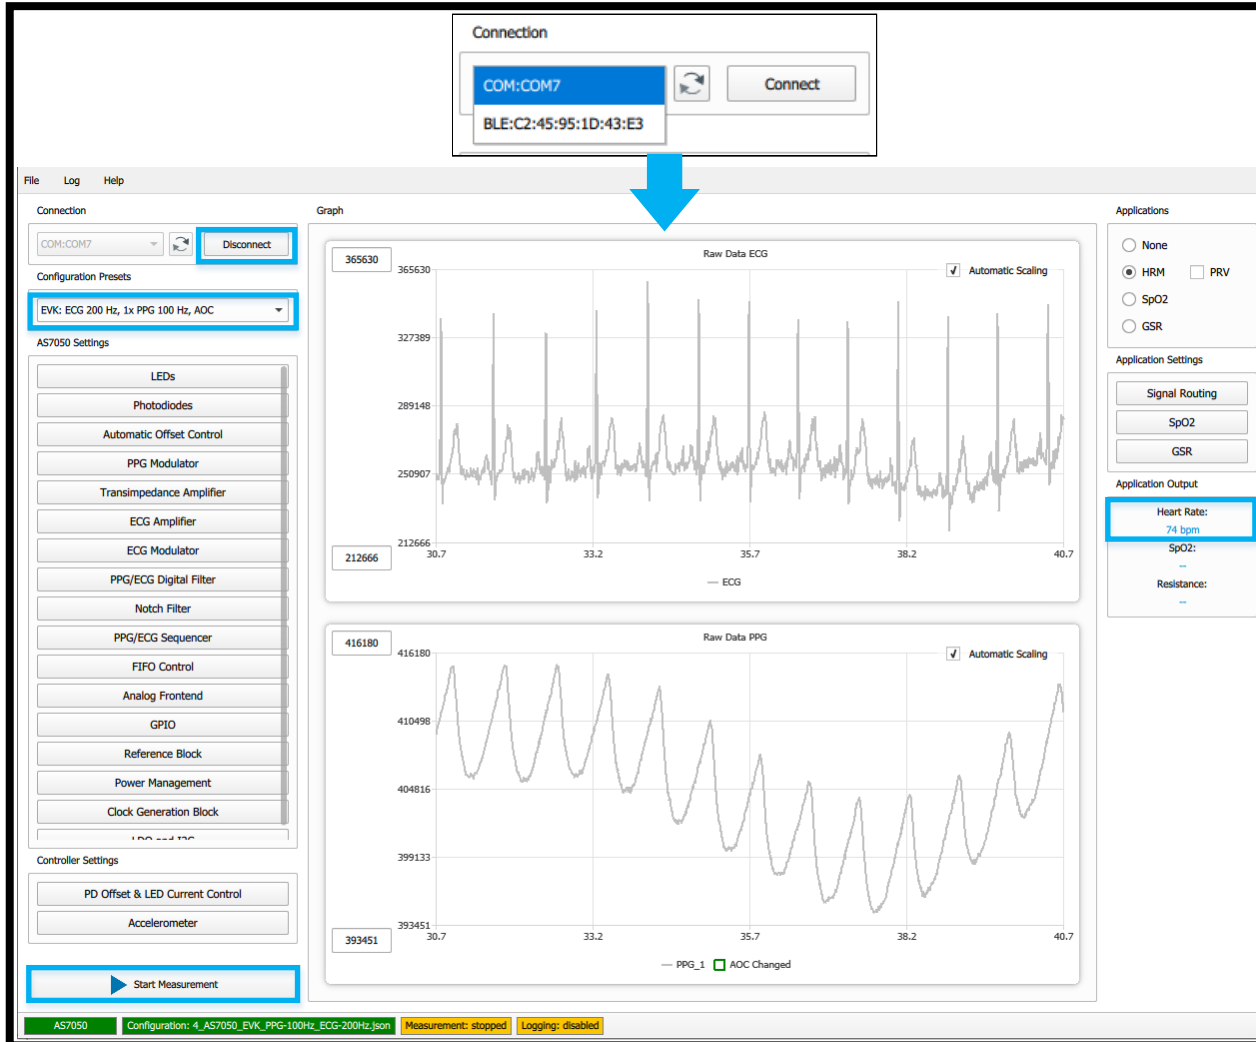 Connection
COM:COM7
Connect
BLE:C2:45:95:1D:43:E3
File Log Help
Connection
COM:COM7
Disconnect
Configuration Presets
EVK: ECG 200 Hz, 1x PPG 100 Hz, AOC
AS7050 Settings
LEDs
Photodiodes
Automatic Offset Control
PPG Modulator
Transimpedance Amplifier
ECG Amplifier
ECG Modulator
PPG/ECG Digital Filter
Notch Filter
PPG/ECG Sequencer
FIFO Control
Analog Frontend
GPIO
Reference Block
Power Management
Clock Generation Block
LDO and I2C
Controller Settings
PD Offset & LED Current Control
Accelerometer
Start Measurement
Graph
Raw Data ECG
365630
365630
Automatic Scaling
327389
289148
250907
212666
212666
30.7 33.2 35.7 38.2 40.7
ECG
Raw Data PPG
416180
416180
Automatic Scaling
410498
404816
399133
393451
393451
30.7 33.2 35.7 38.2 40.7
PPG_1 AOC Changed
Applications
None
HRM PRV
SpO2
GSR
Application Settings
Signal Routing
SpO2
GSR
Application Output
Heart Rate:
74 bpm
SpO2:
--
Resistance:
--
AS7050 Configuration: 4_AS7050_EVK_PPG-100Hz_ECG-200Hz.json Measurement: stopped Logging: disabled